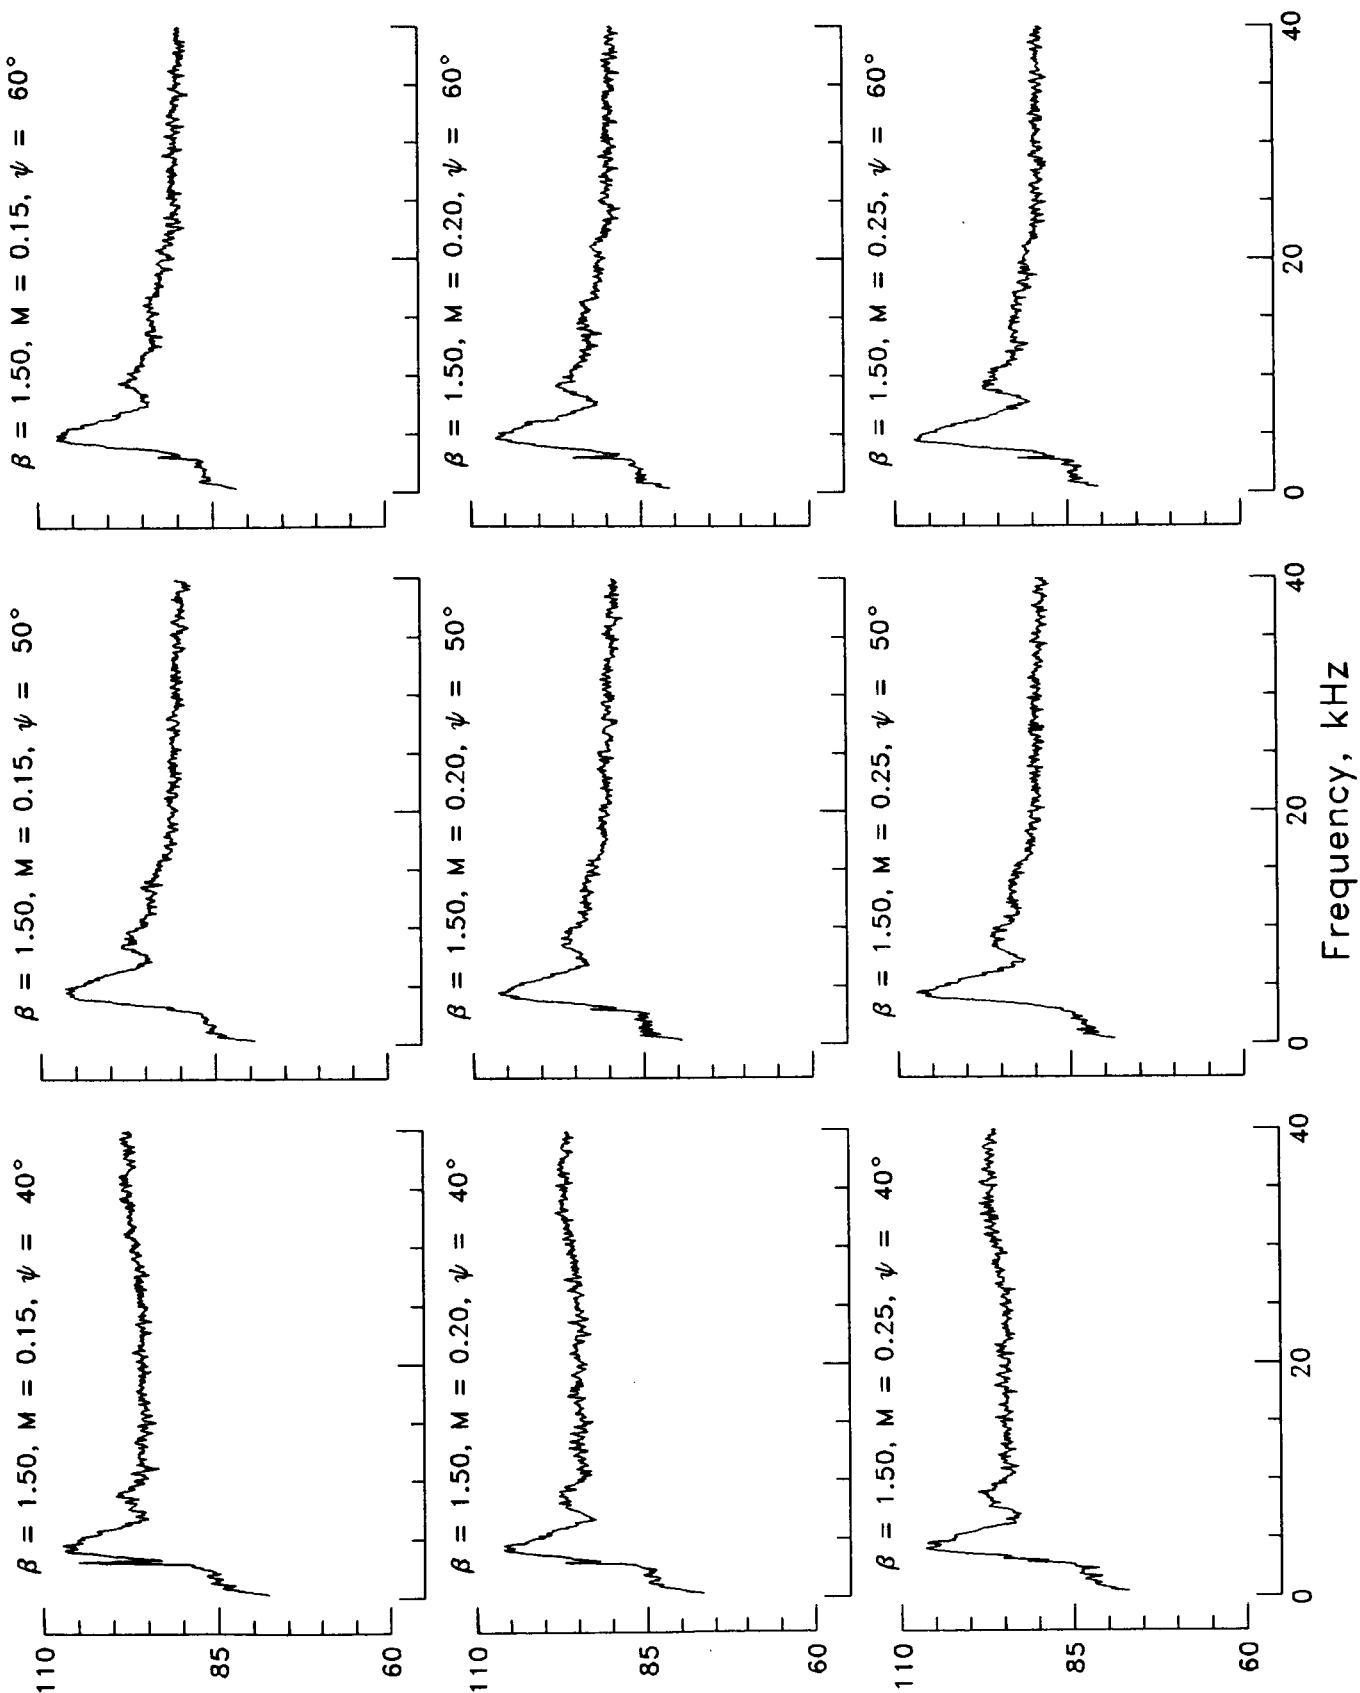 β = 1.50, M = 0.15, ψ = 40°
β = 1.50, M = 0.15, ψ = 50°
β = 1.50, M = 0.15, ψ = 60°
110
85
60
β = 1.50, M = 0.20, ψ = 40°
β = 1.50, M = 0.20, ψ = 50°
β = 1.50, M = 0.20, ψ = 60°
110
85
60
β = 1.50, M = 0.25, ψ = 40°
β = 1.50, M = 0.25, ψ = 50°
β = 1.50, M = 0.25, ψ = 60°
110
85
60
0 20 40
0 20 40
0 20 40
Frequency, kHz